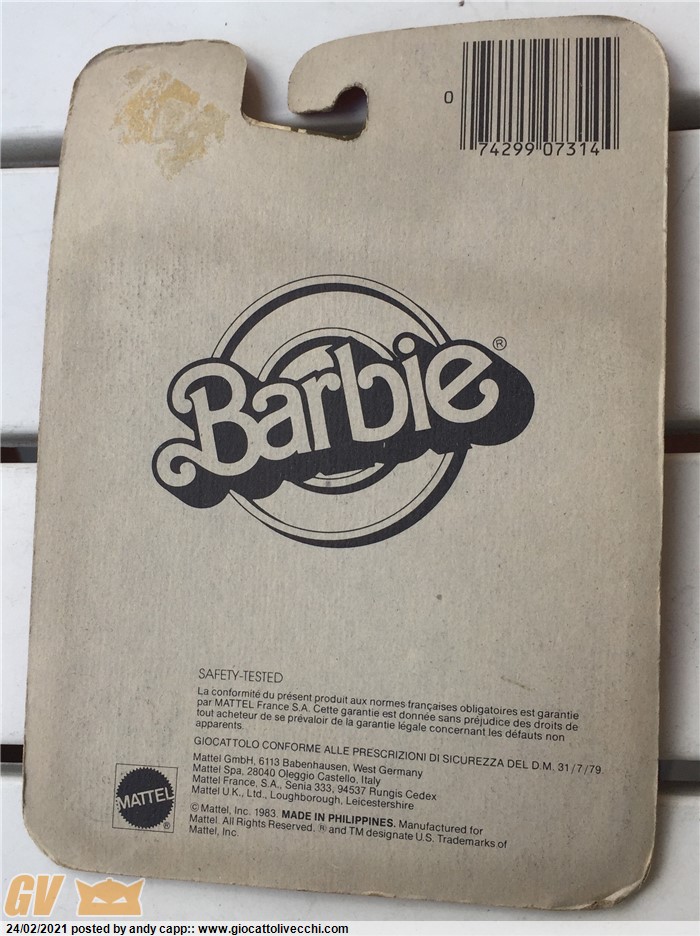 0
74299 07314
Barbie®
SAFETY-TESTED
La conformité du présent produit aux normes françaises obligatoires est garantie
par MATTEL France S.A. Cette garantie est donnée sans préjudice des droits de
tout acheteur de se prévaloir de la garantie légale concernant les défauts non
apparents.
GIOCATTOLO CONFORME ALLE PRESCRIZIONI DI SICUREZZA DEL D.M. 31/7/79
Mattel GmbH, 6113 Babenhausen, West Germany
Mattel Spa, 28040 Oleggio Castello, Italy
Mattel France, S.A., Senia 333, 94537 Rungis Cedex
Mattel U.K., Ltd., Loughborough, Leicestershire
MATTEL®
© Mattel, Inc. 1983. MADE IN PHILIPPINES. Manufactured for
Mattel. All Rights Reserved. ® and TM designate U.S. Trademarks of
Mattel, Inc.
GV
24/02/2021 posted by andy capp:: www.giocattolivecchi.com